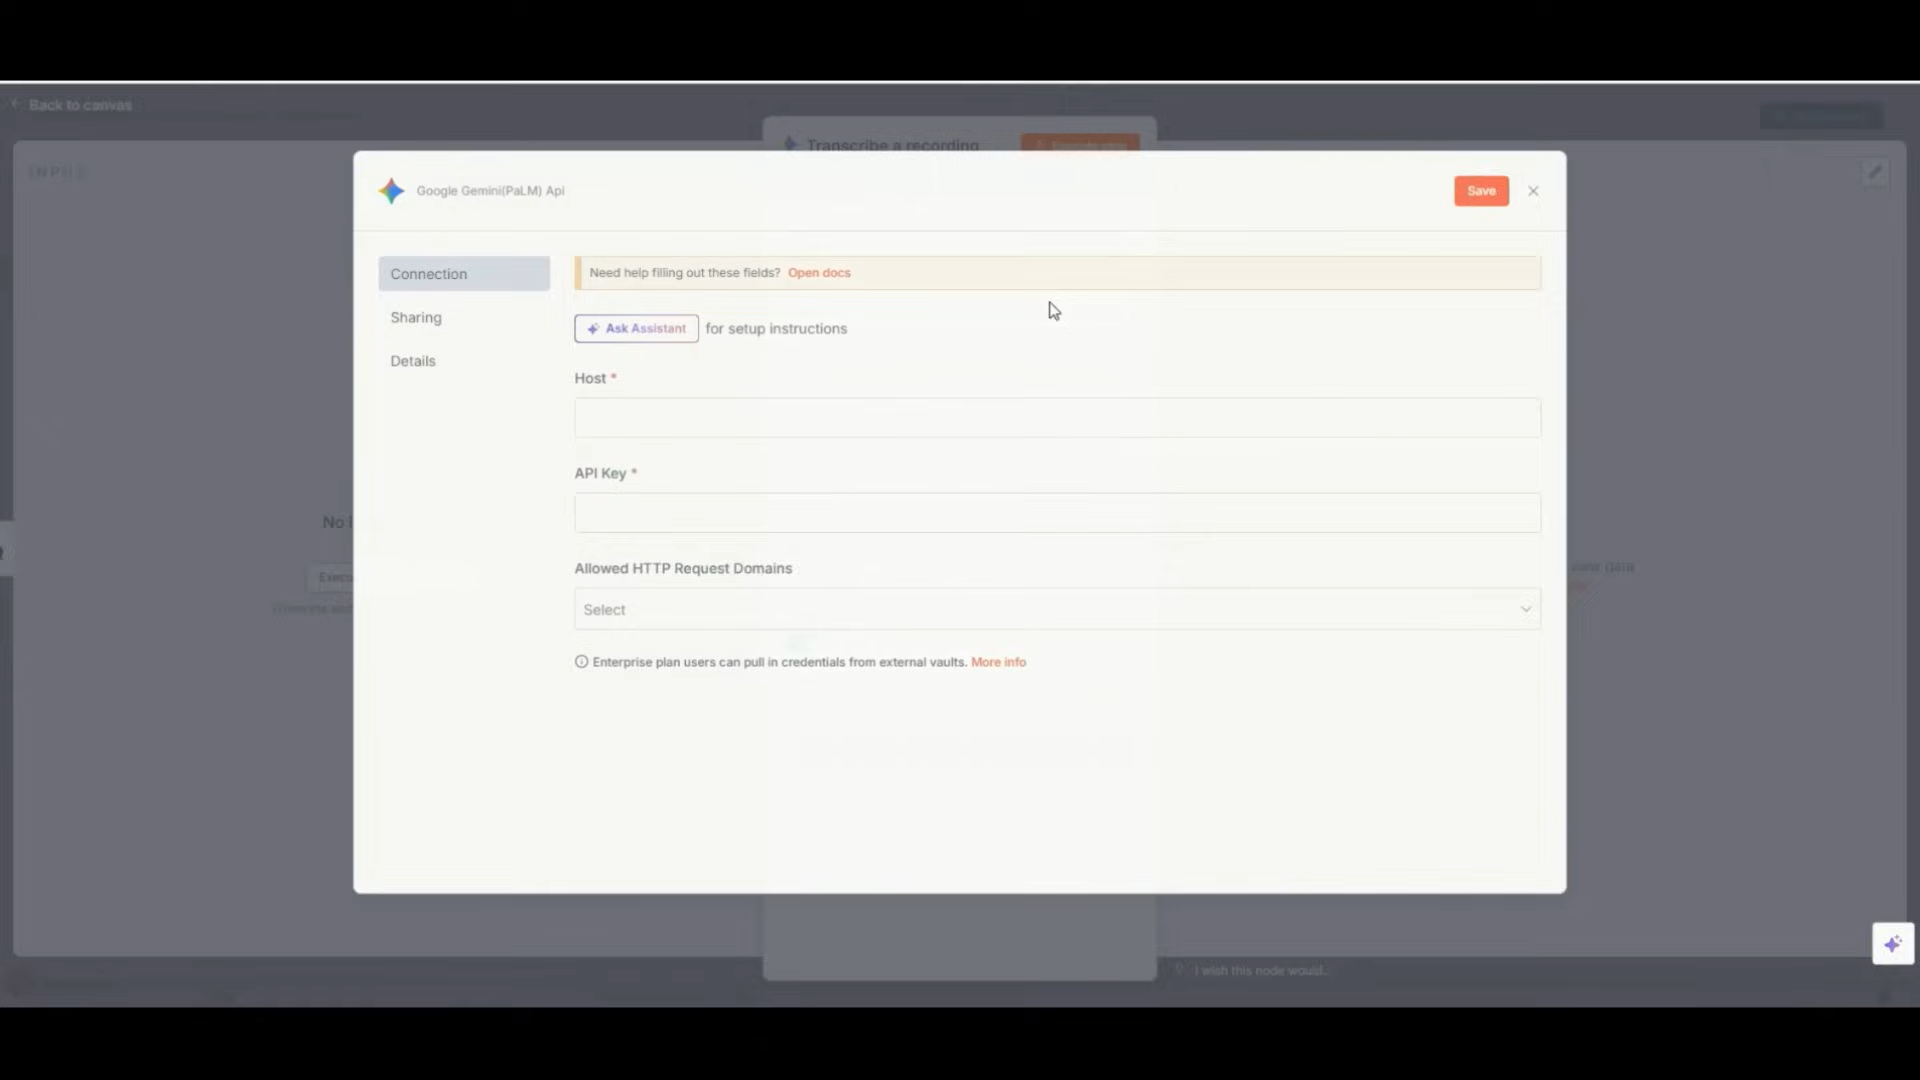 Back to canvas
Transcribe a recording
INPUT
Google Gemini(PaLM) Api
Save
Connection
Need help filling out these fields? Open docs
Sharing
Ask Assistant for setup instructions
Details
Host *
API Key *
No
Allowed HTTP Request Domains
Select
Enterprise plan users can pull in credentials from external vaults. More info
I wish this node would..